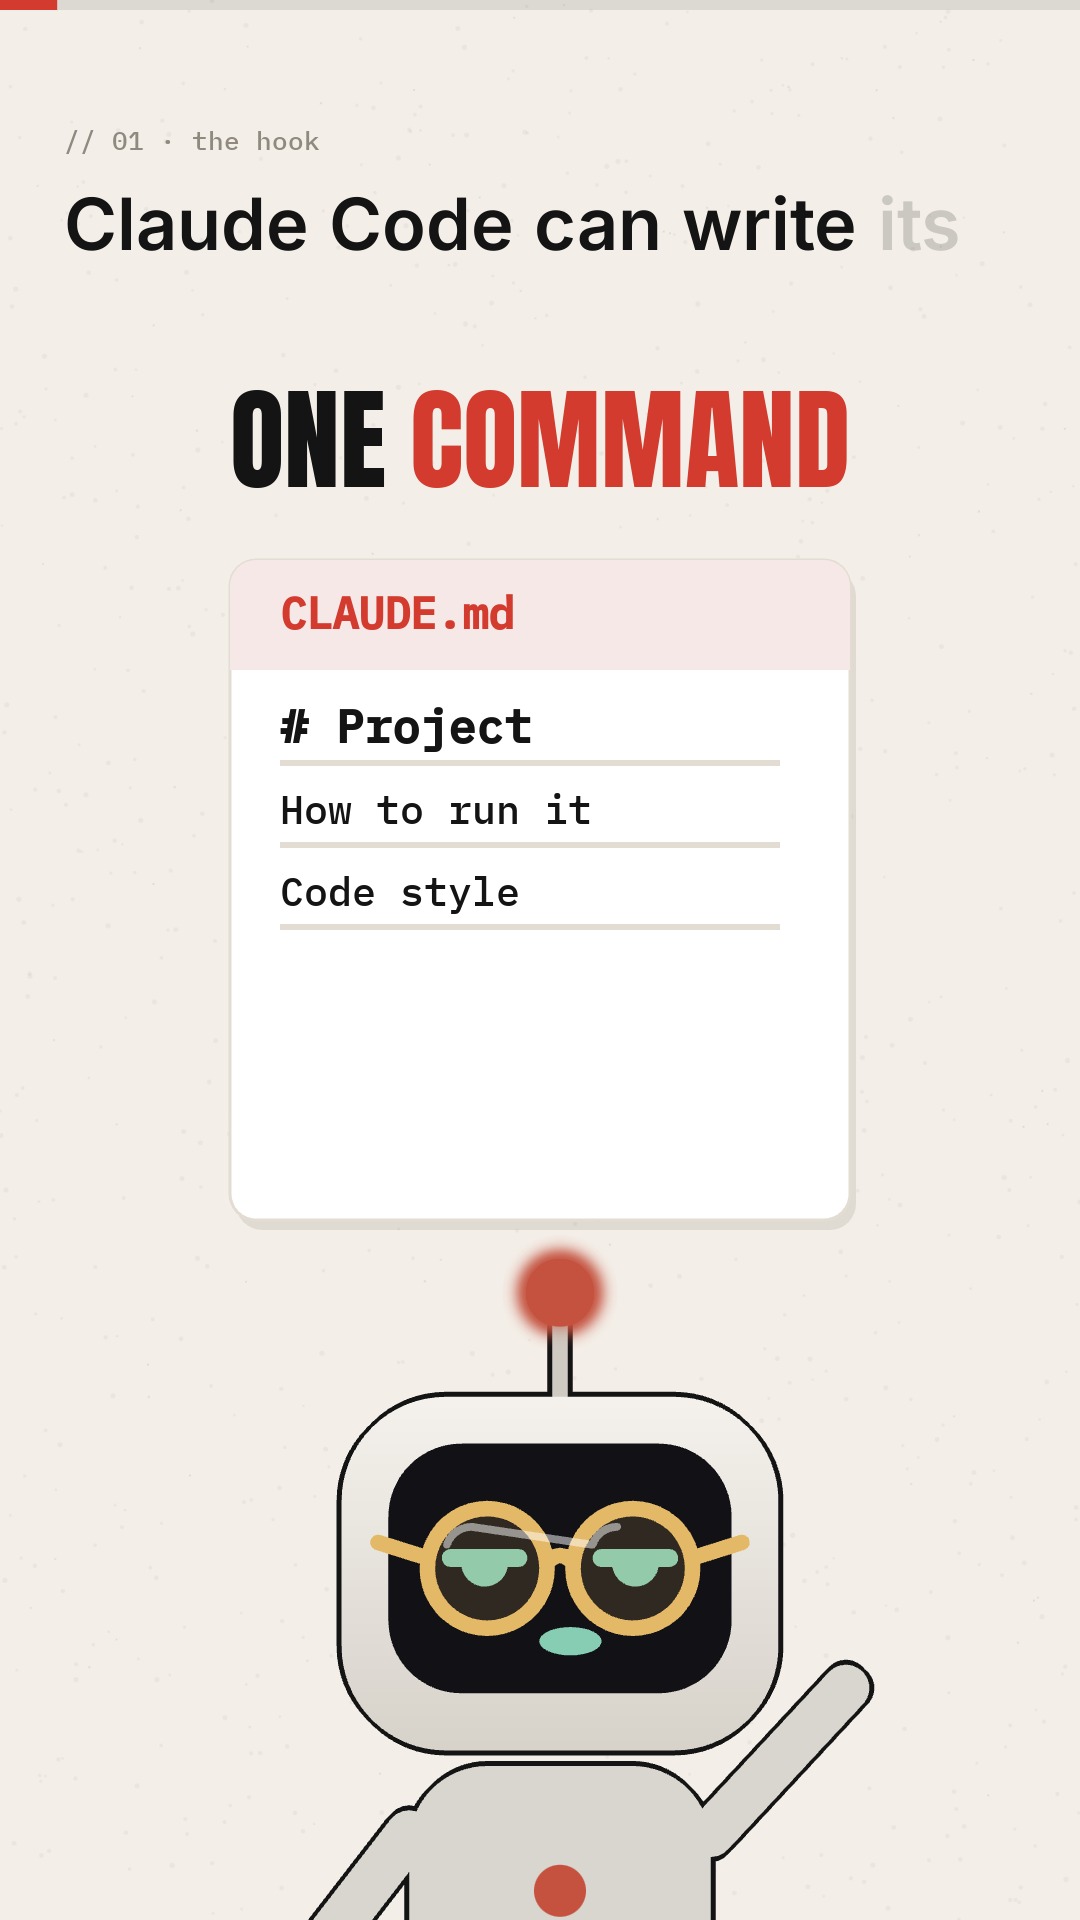 // 01 · the hook
Claude Code can write its
ONE COMMAND
CLAUDE.md
# Project
How to run it
Code style